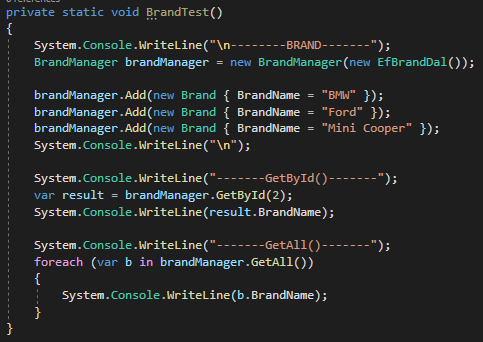 private static void BrandTest()
{
System.Console.WriteLine("\n--------BRAND-------");
BrandManager brandManager = new BrandManager(new EfBrandDal());
brandManager.Add(new Brand { BrandName = "BMW" });
brandManager.Add(new Brand { BrandName = "Ford" });
brandManager.Add(new Brand { BrandName = "Mini Cooper" });
System.Console.WriteLine("\n");
System.Console.WriteLine("-------GetById()-------");
var result = brandManager.GetById(2);
System.Console.WriteLine(result.BrandName);
System.Console.WriteLine("-------GetAll()-------");
foreach (var b in brandManager.GetAll())
{
System.Console.WriteLine(b.BrandName);
}
}